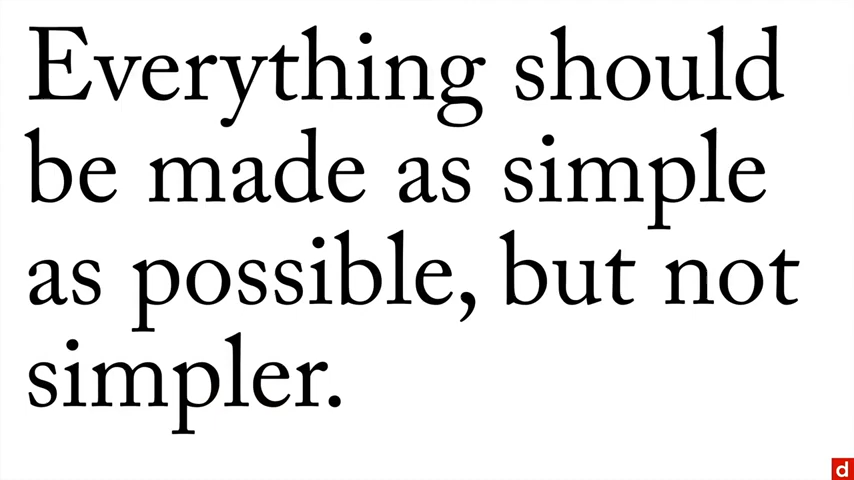 Everything should
be made as simple
as possible, but not
simpler.
d